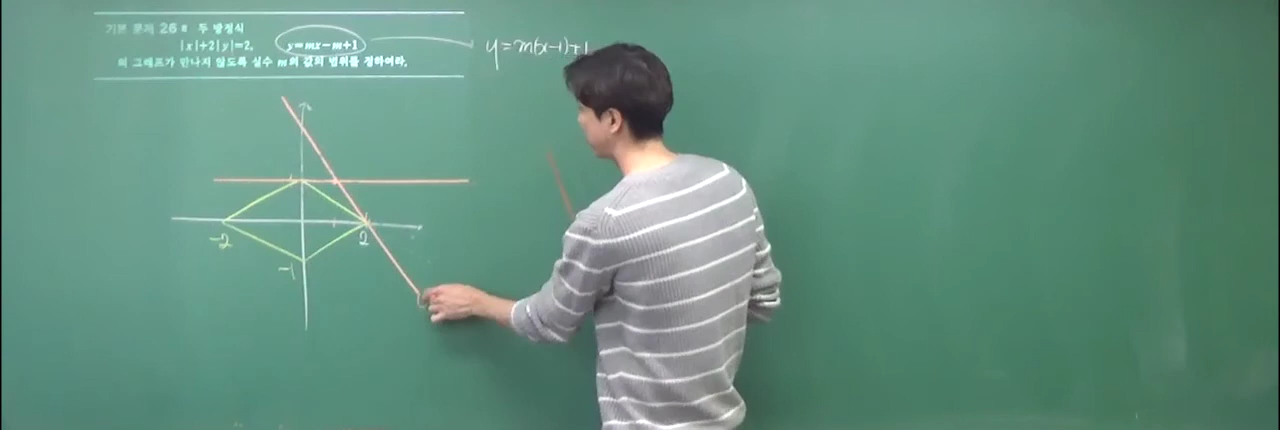 기본 문제 26-8 두 방정식
|x|+2|y|=2, y=mx-m+1
의 그래프가 만나지 않도록 실수 m의 값의 범위를 정하여라.
y=m(x-1)+1
1
-2
2
-1